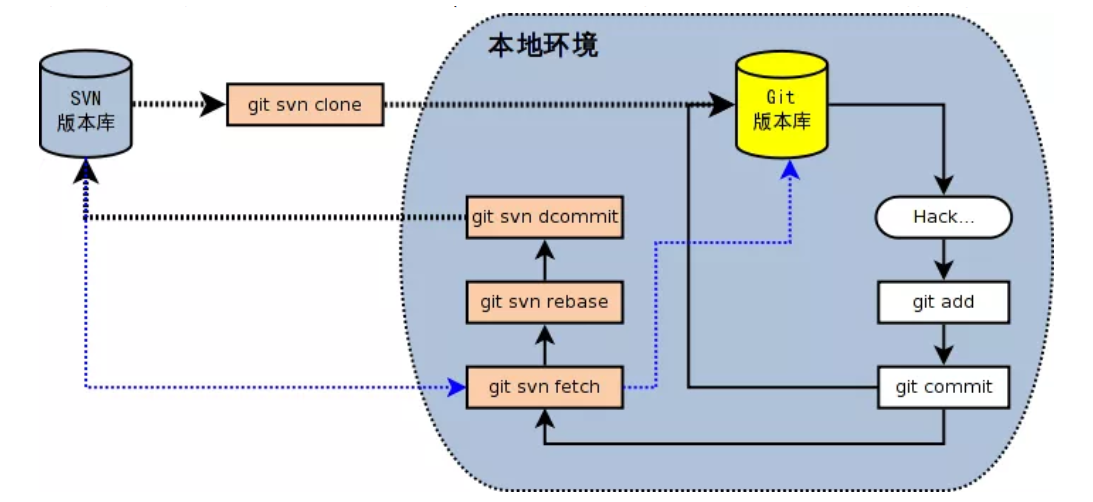 本地环境
SVN
版本库
git svn clone
Git
版本库
git svn dcommit
Hack...
git svn rebase
git add
git svn fetch
git commit